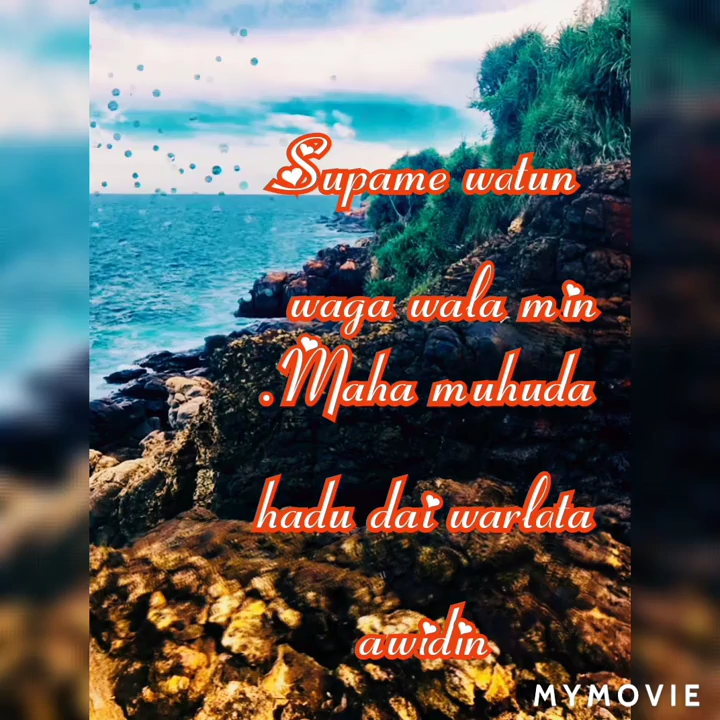 Supame watun
waga wala min
.Maha muhuda
hadu dai warlata
awidin
MYMOVIE